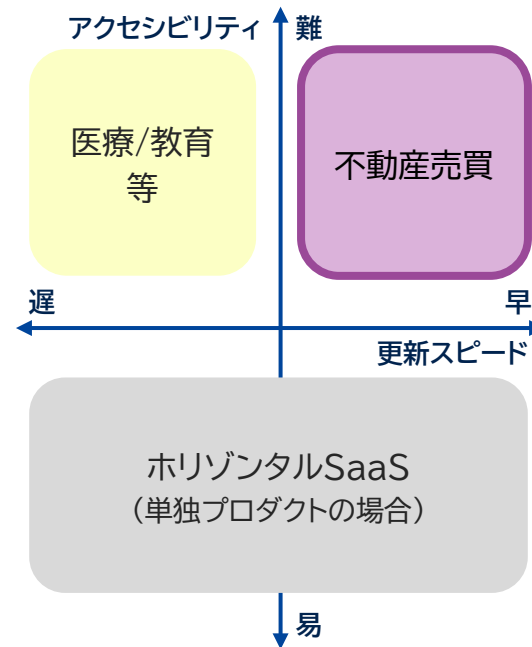 アクセシビリティ
難
医療/教育
等
不動産売買
遅
早
更新スピード
ホリゾンタルSaaS
（単独プロダクトの場合）
易